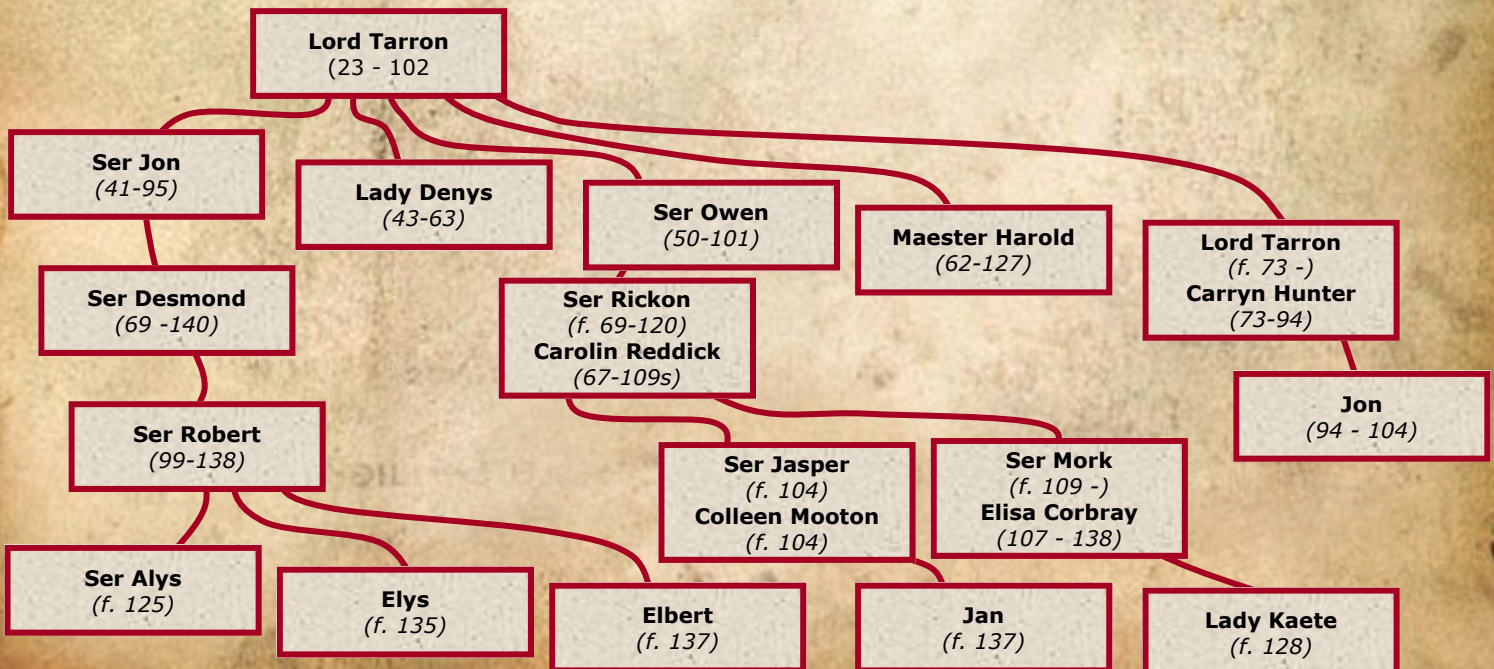 Lord Tarron
(23 - 102
Ser Jon
(41-95)
Lady Denys
(43-63)
Ser Owen
(50-101)
Maester Harold
(62-127)
Lord Tarron
(f. 73 -)
Carryn Hunter
(73-94)
Ser Desmond
(69 -140)
Ser Rickon
(f. 69-120)
Carolin Reddick
(67-109s)
Jon
(94 - 104)
Ser Robert
(99-138)
Ser Jasper
(f. 104)
Colleen Mooton
(f. 104)
Ser Mork
(f. 109 -)
Elisa Corbray
(107 - 138)
Ser Alys
(f. 125)
Elys
(f. 135)
Elbert
(f. 137)
Jan
(f. 137)
Lady Kaete
(f. 128)